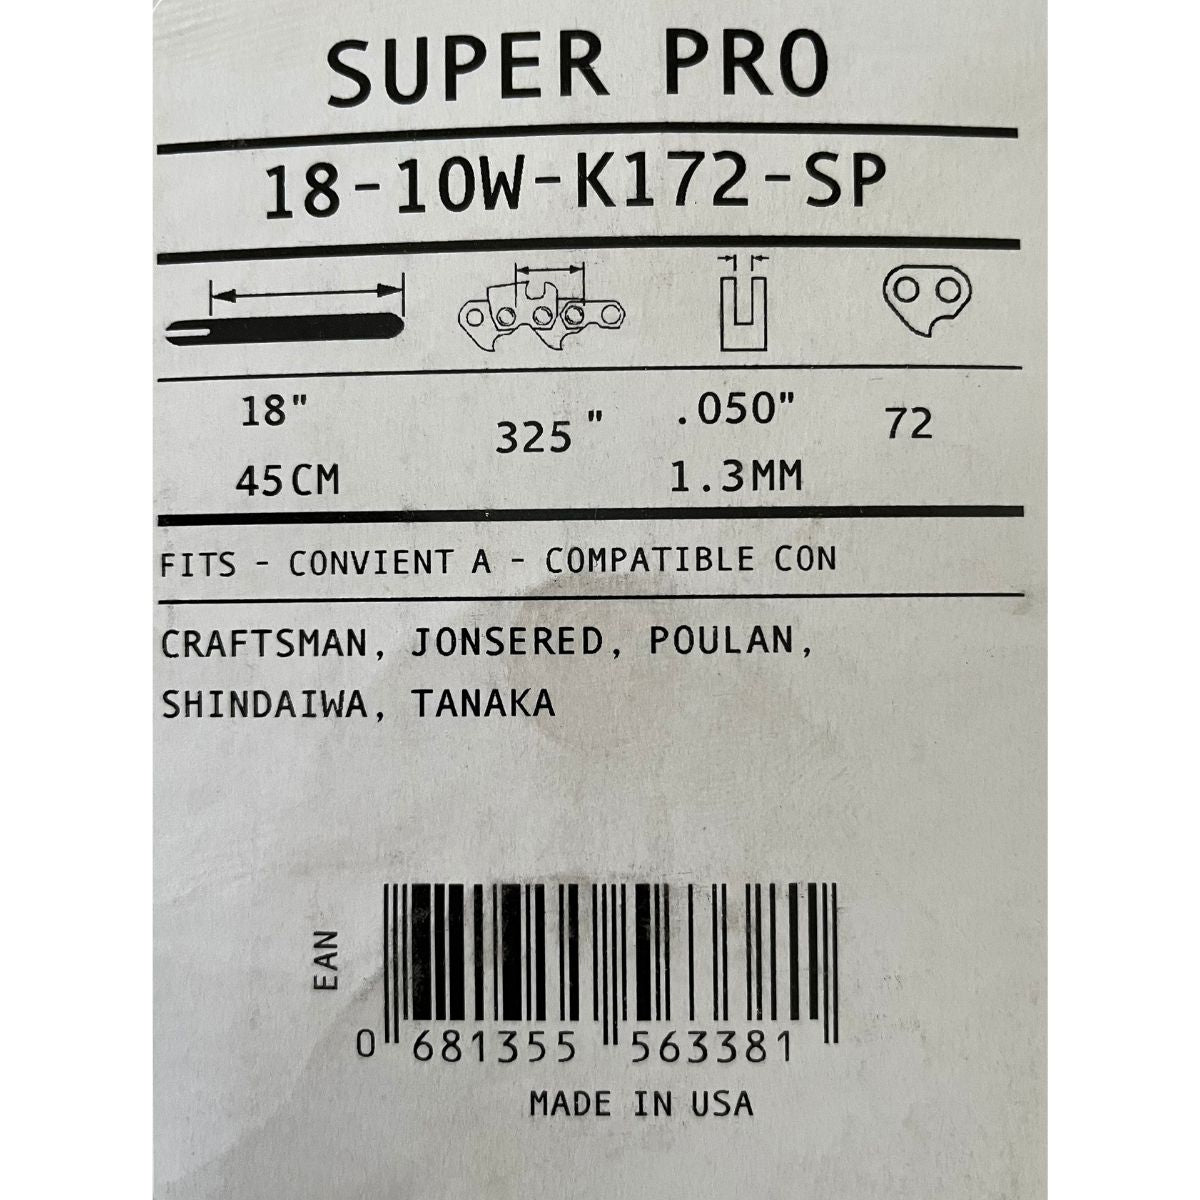 SUPER PRO
18-10W-K172-SP
18" 325" .050" 72
45CM 1.3MM
FITS - CONVIENT A - COMPATIBLE CON
CRAFTSMAN, JONSERED, POULAN,
SHINDAIWA, TANAKA
EAN
0 681355 563381
MADE IN USA